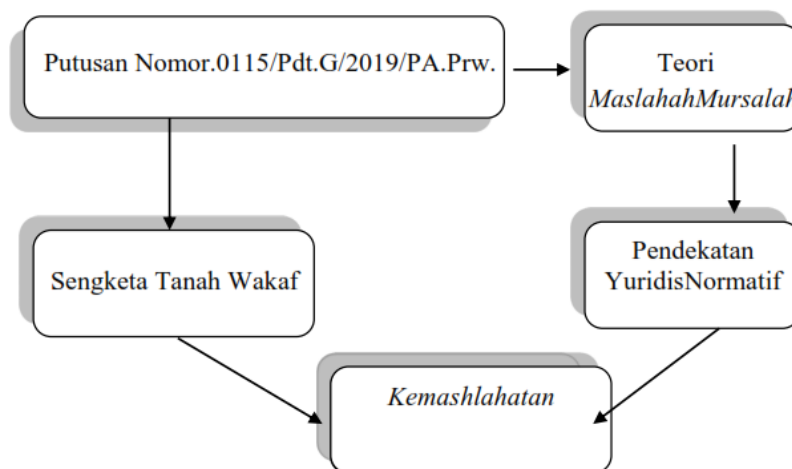 Putusan Nomor.0115/Pdt.G/2019/PA.Prw.
Teori
MaslahahMursalah
Sengketa Tanah Wakaf
Pendekatan
YuridisNormatif
Kemashlahatan